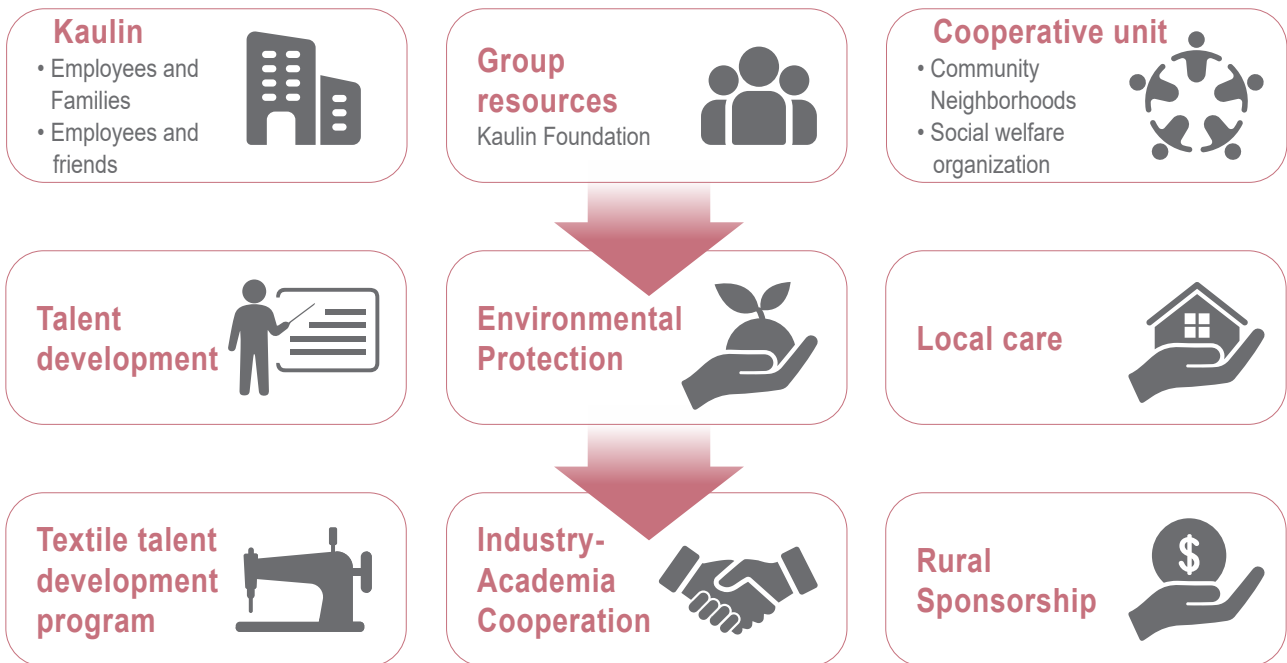 Kaulin
• Employees and
Families
• Employees and
friends
Group
resources
Kaulin Foundation
Cooperative unit
• Community
Neighborhoods
• Social welfare
organization
Talent
development
Environmental
Protection
Local care
Textile talent
development
program
Industry-
Academia
Cooperation
$
Rural
Sponsorship